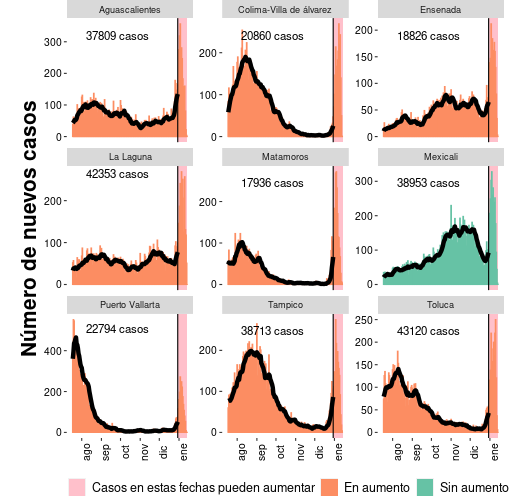 Número de nuevos casos
Aguascalientes
37809 casos
300
200
100
0
Colima-Villa de álvarez
20860 casos
200
100
0
Ensenada
18826 casos
200
150
100
50
0
La Laguna
42353 casos
200
100
0
Matamoros
17936 casos
200
100
0
Mexicali
38953 casos
300
200
100
0
Puerto Vallarta
22794 casos
400
200
0
Tampico
38713 casos
200
100
0
Toluca
43120 casos
250
200
150
100
50
0
ago sep oct nov dic ene
ago sep oct nov dic ene
ago sep oct nov dic ene
Casos en estas fechas pueden aumentar En aumento Sin aumento